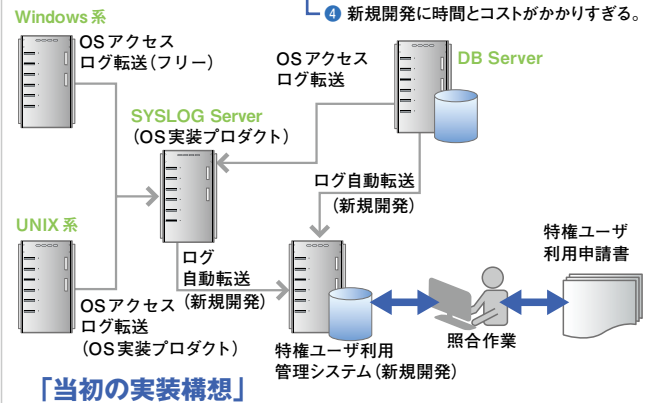 Windows系
❹ 新規開発に時間とコストがかかりすぎる。
OSアクセス
ログ転送（フリー）
OSアクセス
ログ転送
DB Server
SYSLOG Server
（OS実装プロダクト）
ログ自動転送
（新規開発）
UNIX系
ログ
自動転送
（新規開発）
特権ユーザ
利用申請書
OSアクセス
ログ転送
（OS実装プロダクト）
照合作業
特権ユーザ利用
管理システム（新規開発）
「当初の実装構想」